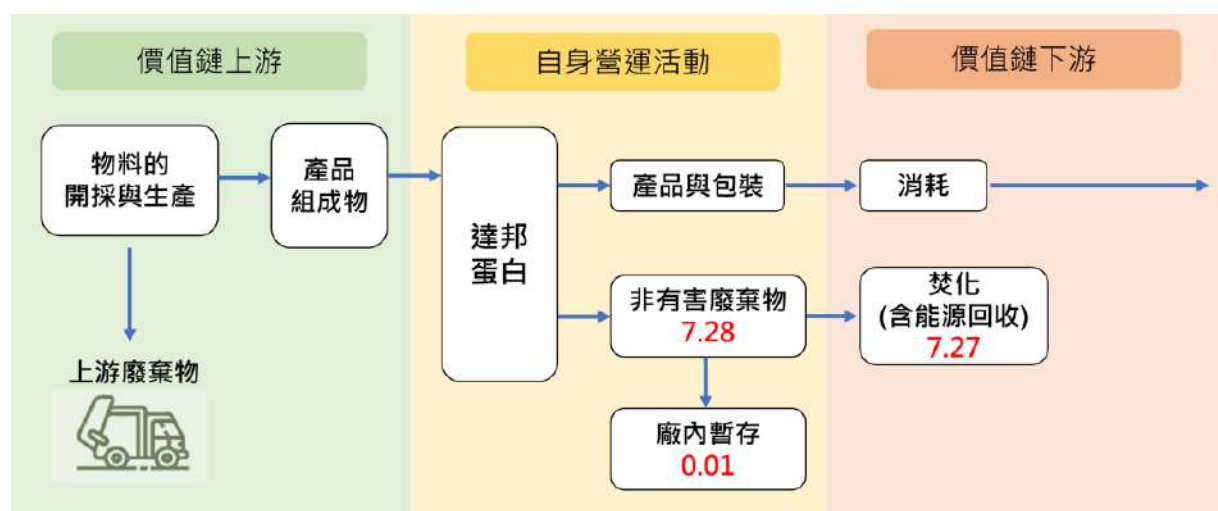 價值鏈上游
自身營運活動
價值鏈下游
物料的
開採與生產
產品
組成物
達邦
蛋白
產品與包裝
消耗
非有害廢棄物
7.28
焚化
(含能源回收)
7.27
上游廢棄物
廠內暫存
0.01